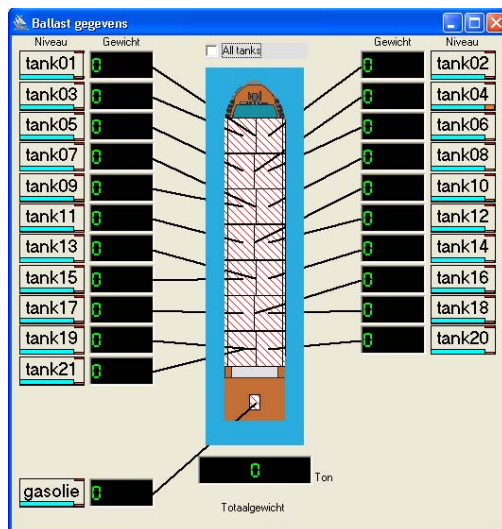 Ballast gegevens
Niveau Gewicht All tanks Gewicht Niveau
tank01 0 0 tank02
tank03 0 0 tank04
tank05 0 0 tank06
tank07 0 0 tank08
tank09 0 0 tank10
tank11 0 0 tank12
tank13 0 0 tank14
tank15 0 0 tank16
tank17 0 0 tank18
tank19 0 0 tank20
tank21 0
gasolie 0 0 Ton
Totaalgewicht